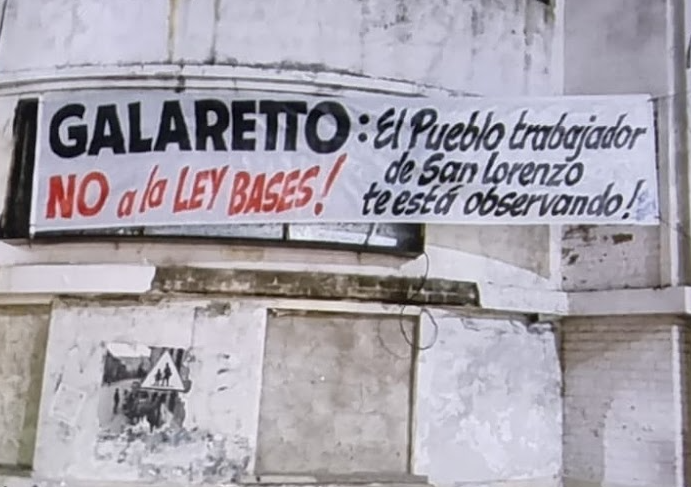 GALARETTO: El Pueblo trabajador
NO a la LEY BASES! de San Lorenzo
te está observando!